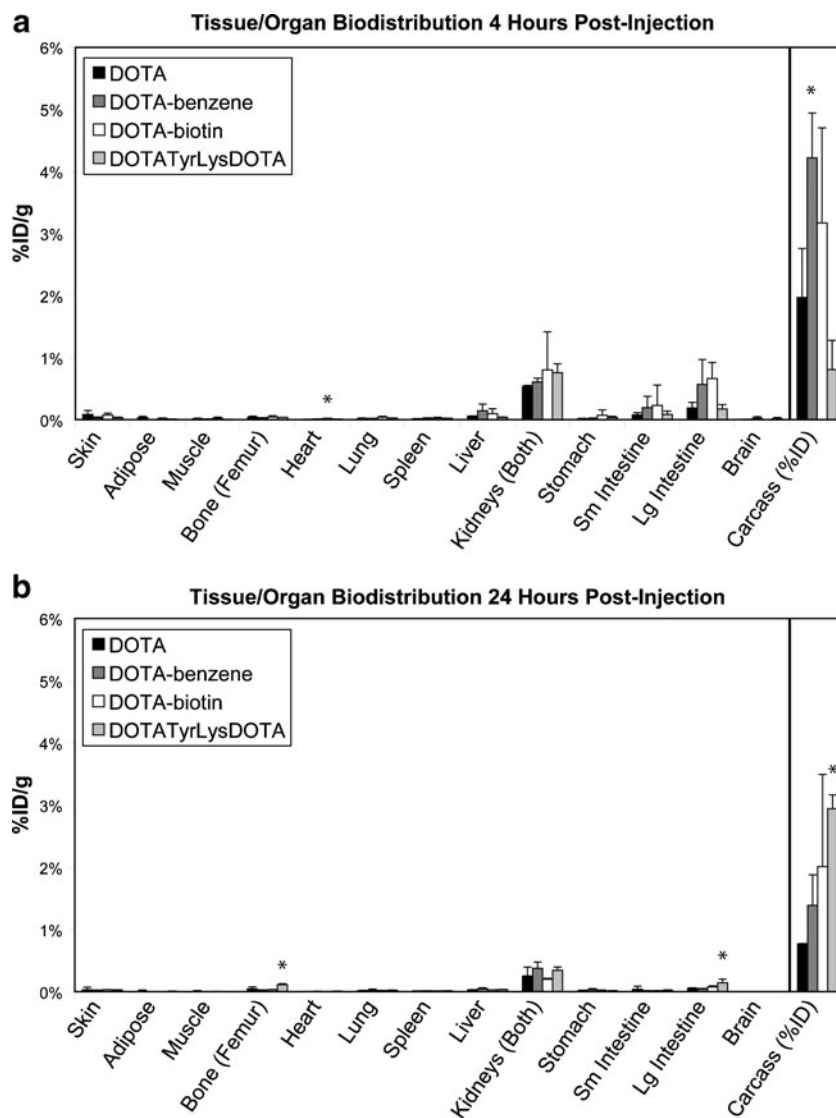 a
Tissue/Organ Biodistribution 4 Hours Post-Injection
6%
5%
4%
3%
2%
1%
0%
%ID/g
DOTA
DOTA-benzene
DOTA-biotin
DOTATyrLysDOTA
*
*
Skin
Adipose
Muscle
Bone (Femur)
Heart
Lung
Spleen
Liver
Kidneys (Both)
Stomach
Sm Intestine
Lg Intestine
Brain
Carcass (%ID)
b
Tissue/Organ Biodistribution 24 Hours Post-Injection
6%
5%
4%
3%
2%
1%
0%
%ID/g
DOTA
DOTA-benzene
DOTA-biotin
DOTATyrLysDOTA
*
*
*
Skin
Adipose
Muscle
Bone (Femur)
Heart
Lung
Spleen
Liver
Kidneys (Both)
Stomach
Sm Intestine
Lg Intestine
Brain
Carcass (%ID)